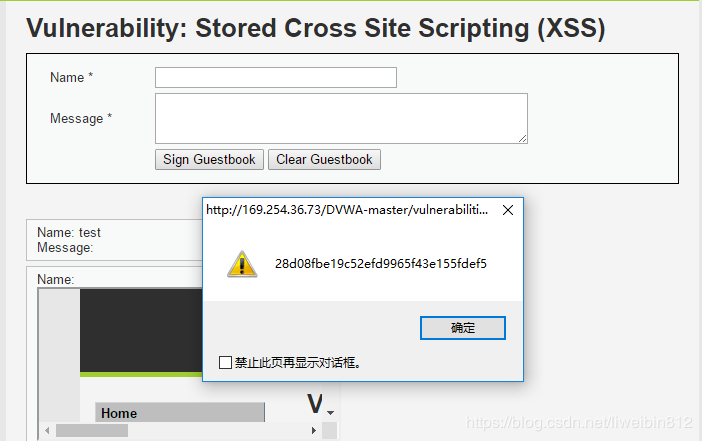 Vulnerability: Stored Cross Site Scripting (XSS)
Name *
Message *
Sign Guestbook Clear Guestbook
http://169.254.36.73/DVWA-master/vulnerabiliti...
Name: test
Message:
28d08fbe19c52efd9965f43e155fdef5
Name:
确定
禁止此页再显示对话框。
V
Home
https://blog.csdn.net/liweibin812